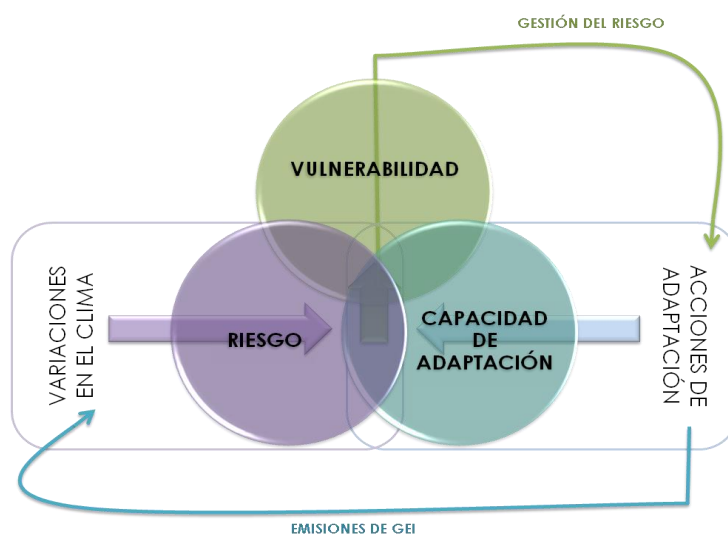 GESTIÓN DEL RIESGO
VULNERABILIDAD
VARIACIONES
EN EL CLIMA
RIESGO
CAPACIDAD
DE
ADAPTACIÓN
ACCIONES DE
ADAPTACIÓN
EMISIONES DE GEI